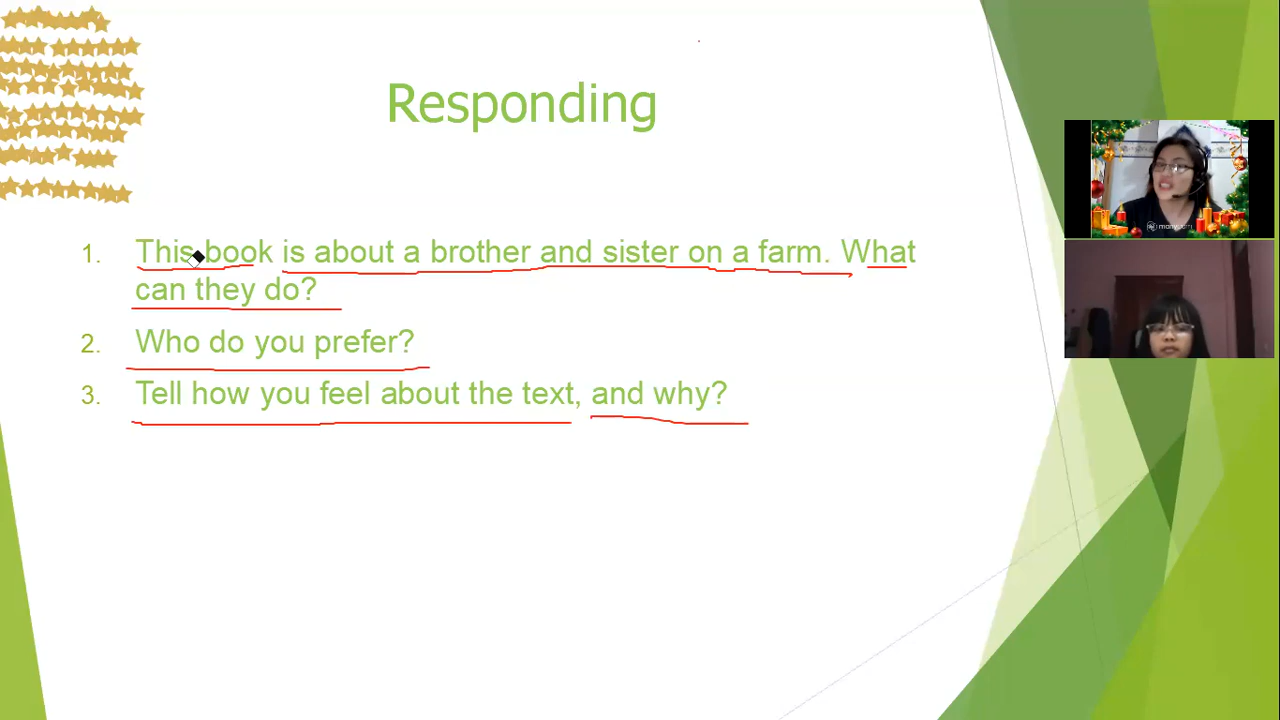 Responding
1. This book is about a brother and sister on a farm. What
can they do?
2. Who do you prefer?
3. Tell how you feel about the text, and why?
manycam